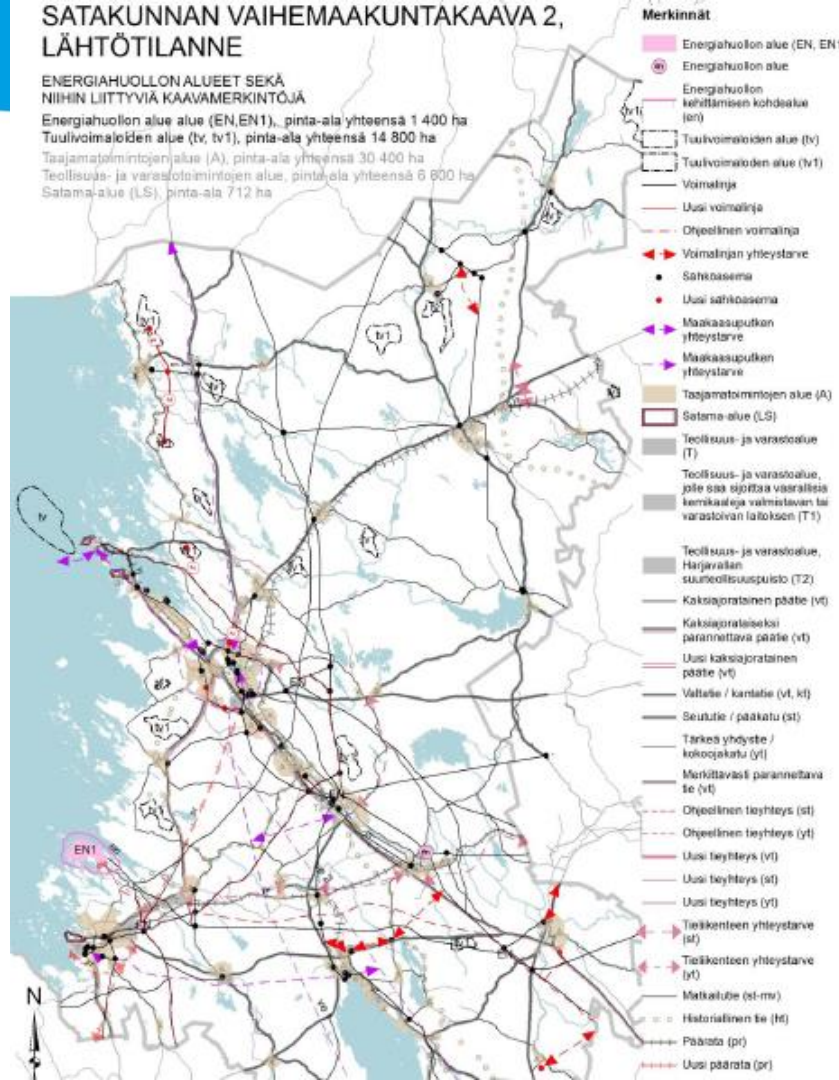 SATAKUNNAN VAIHEMAAKUNTAKAAVA 2,
LÄHTÖTILANNE
ENERGIAHUOLLON ALUEET SEKÄ
NIIHIN LIITTYVIÄ KAAVAMERKINTÖJÄ
Energiahuollon alue alue (EN,EN1), pinta-ala yhteensä 1 400 ha
Tuulivoimaloiden alue (tv, tv1), pinta-ala yhteensä 14 800 ha
Taajamatoimintojen alue (A), pinta-ala yhteensä 30 400 ha
Teollisuus- ja varastotoimintojen alue, pinta-ala yhteensä 6 600 ha
Satama-alue (LS), pinta-ala 712 ha
tv1
tv1
tv1
tv
tv1
EN1
N
Merkinnät
Energiahuollon alue (EN, EN1
Energiahuollon alue
Energiahuollon
kehittämisen kohdealue
(en)
Tuulivoimaloiden alue (tv)
Tuulivoimaloden alue (tv1)
Voimalinja
Uusi voimalinja
Ohjeellinen voimalinja
Voimalinjan yhteystarve
Sähköasema
Uusi sähköasema
Maakaasuputken
yhteystarve
Maakaasuputken
yhteystarve
Taajamatoimintojen alue (A)
Satama-alue (LS)
Teollisuus- ja varastoalue
(T)
Teollisuus- ja varastoalue,
jolle saa sijoittaa vaarallisia
kemikaaleja valmistavan tai
varastoivan laitoksen (T1)
Teollisuus- ja varastoalue,
Harjavallan
suurteollisuuspuisto (T2)
Kaksiajoratainen päätie (vt)
Kaksiajorataiseksi
parannettava päätie (vt)
Uusi kaksiajoratainen
päätie (vt)
Valtatie / kantatie (vt, kt)
Seututie / pääkatu (st)
Tärkeä yhdystie /
kokoojakatu (yt)
Merkittävästi parannettava
tie (vt)
Ohjeellinen tieyhteys (st)
Ohjeellinen tieyhteys (yt)
Uusi tieyhteys (vt)
Uusi tieyhteys (st)
Uusi tieyhteys (yt)
Tieliikenteen yhteystarve
(st)
Tieliikenteen yhteystarve
(yt)
Matkailutie (st-mv)
Historiallinen tie (ht)
Päärata (pr)
Uusi päärata (pr)